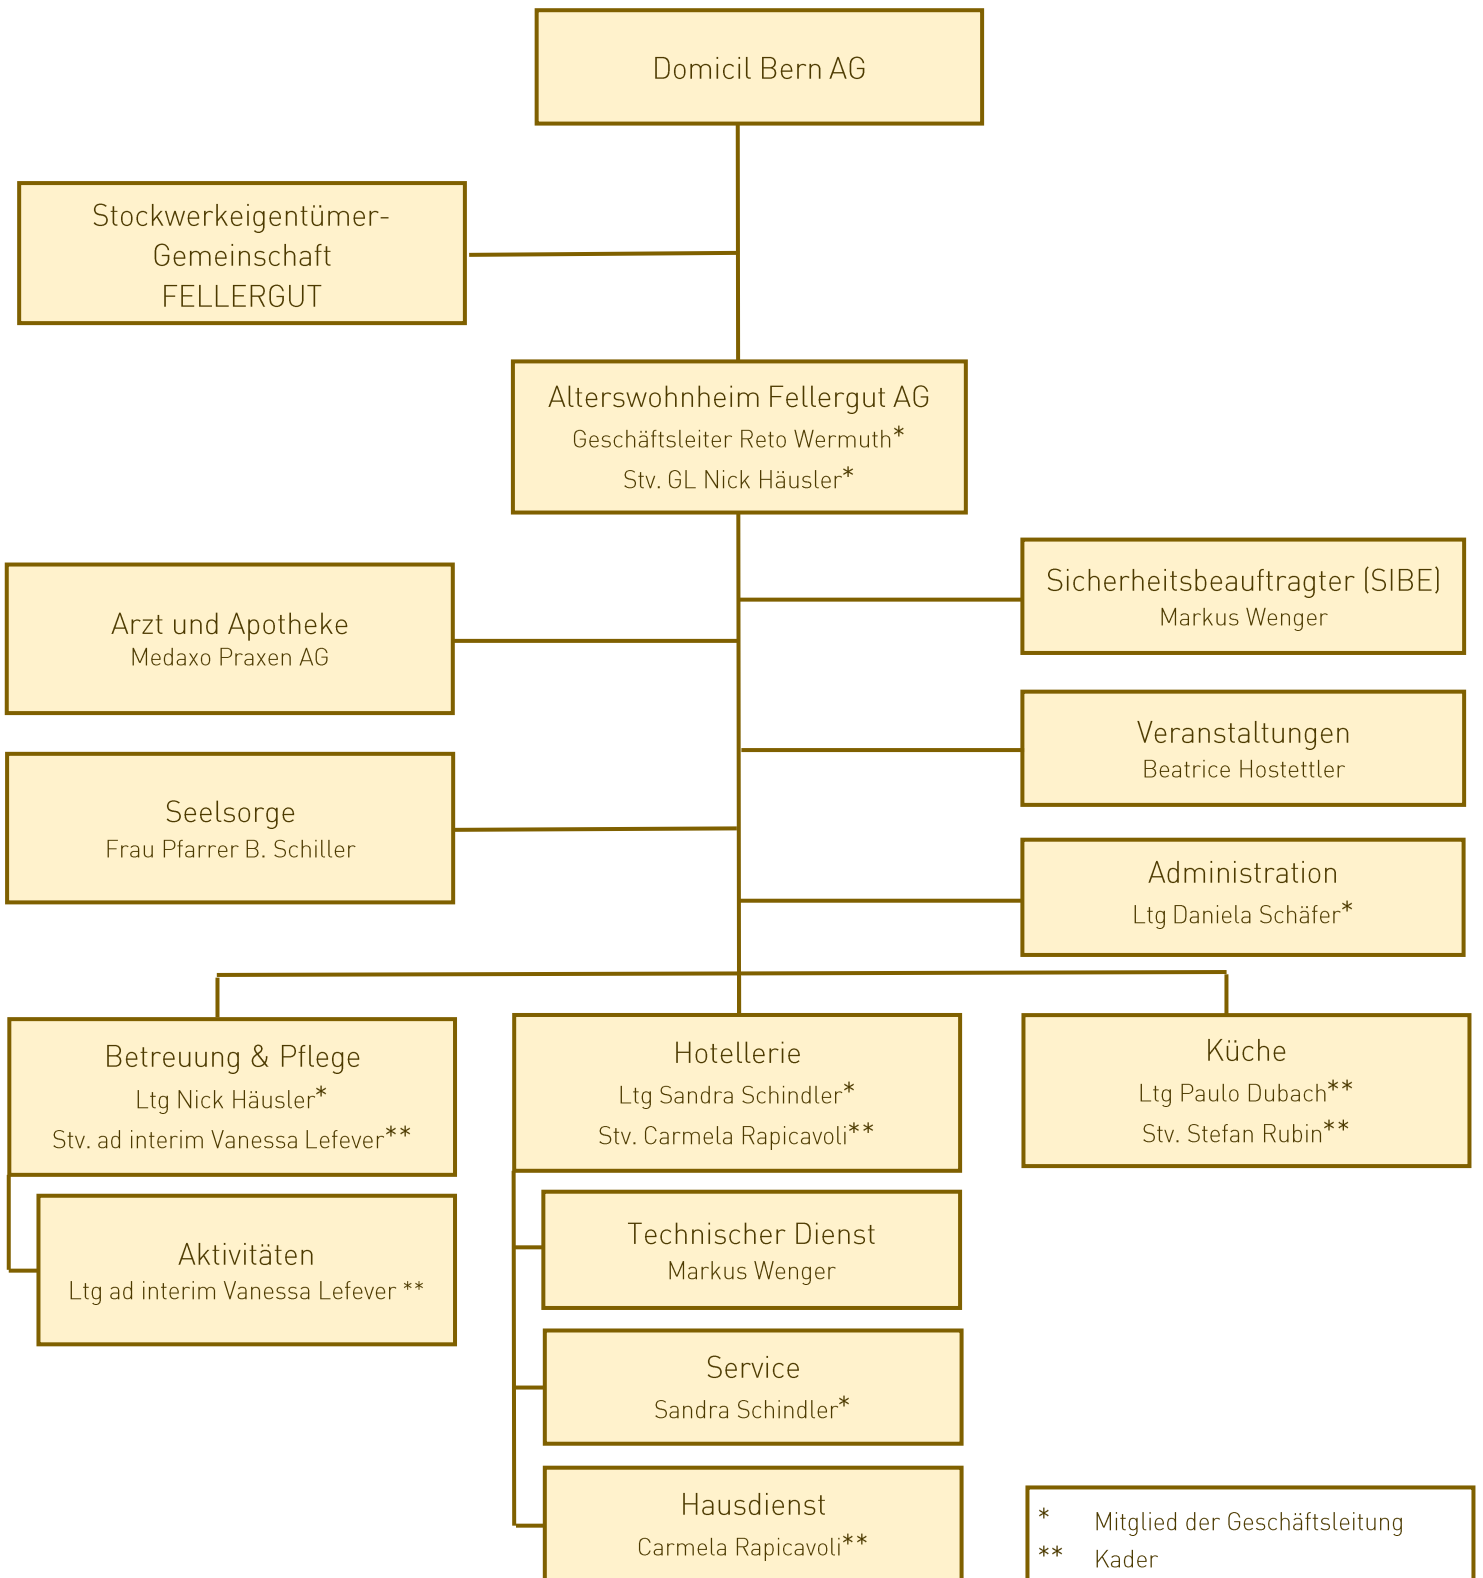 Domicil Bern AG
Stockwerkeigentümer-
Gemeinschaft
FELLERGUT
Alterswohnheim Fellergut AG
Geschäftsleiter Reto Wermuth*
Stv. GL Nick Häusler*
Sicherheitsbeauftragter (SIBE)
Markus Wenger
Arzt und Apotheke
Medaxo Praxen AG
Veranstaltungen
Beatrice Hostettler
Seelsorge
Frau Pfarrer B. Schiller
Administration
Ltg Daniela Schäfer*
Betreuung & Pflege
Ltg Nick Häusler*
Stv. ad interim Vanessa Lefever**
Hotellerie
Ltg Sandra Schindler*
Stv. Carmela Rapicavoli**
Küche
Ltg Paulo Dubach**
Stv. Stefan Rubin**
Aktivitäten
Ltg ad interim Vanessa Lefever **
Technischer Dienst
Markus Wenger
Service
Sandra Schindler*
Hausdienst
Carmela Rapicavoli**
* Mitglied der Geschäftsleitung
** Kader